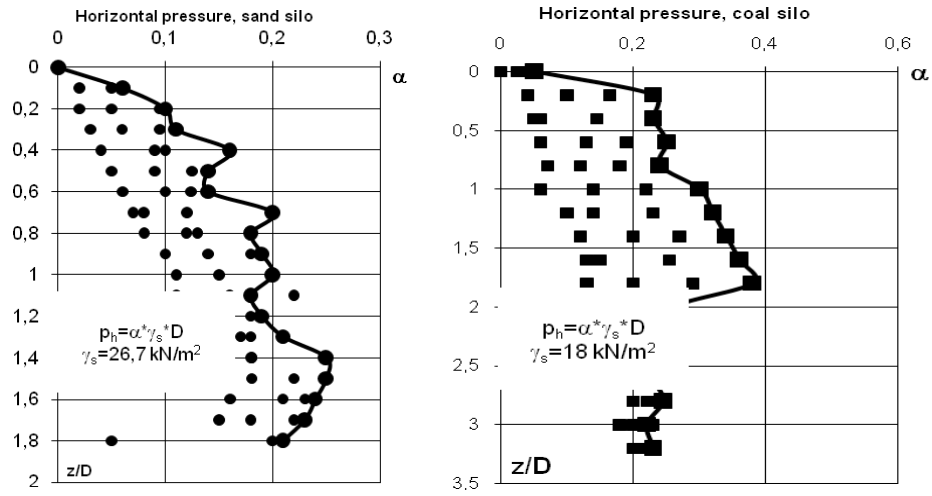 Horizontal pressure, sand silo
0 0,1 0,2 0,3
α
0
0,2
0,4
0,6
0,8
1
1,2
1,4
1,6
1,8
2
pₕ=α*γₛ*D
γₛ=26,7 kN/m²
z/D
Horizontal pressure, coal silo
0 0,2 0,4 0,6
α
0
0,5
1
1,5
2
2,5
3
3,5
pₕ=α*γₛ*D
γₛ=18 kN/m²
z/D